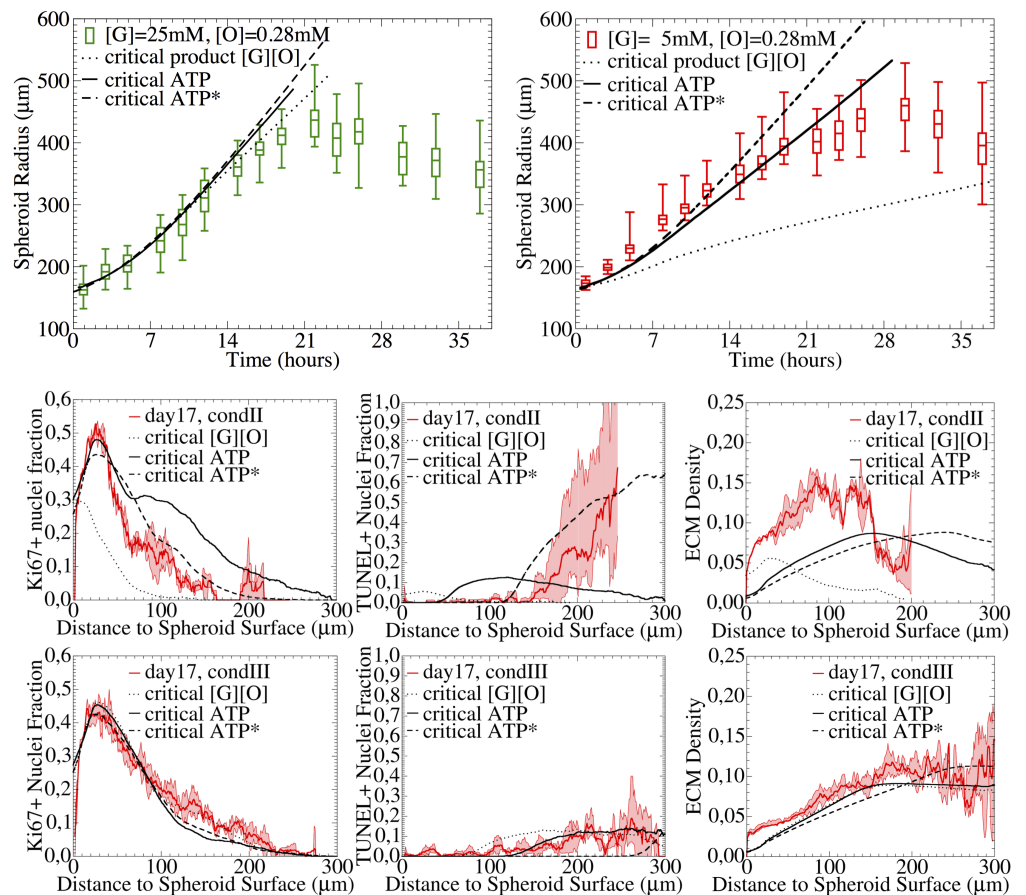 600
500
400
300
200
100
Spheroid Radius (μm)
[G]=25mM, [O]=0.28mM
critical product [G][O]
critical ATP
critical ATP*
0 7 14 21 28 35
Time (hours)
600
500
400
300
200
100
Spheroid Radius (μm)
[G]= 5mM, [O]=0.28mM
critical product [G][O]
critical ATP
critical ATP*
0 7 14 21 28 35
Time (hours)
0,6
0,5
0,4
0,3
0,2
0,1
0
Ki67+ nuclei fraction
day17, condII
critical [G][O]
critical ATP
critical ATP*
0 100 200 300
Distance to Spheroid Surface (μm)
1,0
0,9
0,8
0,7
0,6
0,5
0,4
0,3
0,2
0,1
0
TUNEL+ Nuclei Fraction
day17, condII
critical [G][O]
critical ATP
critical ATP*
0 100 200 300
Distance to Spheroid Surface (μm)
0,25
0,20
0,15
0,10
0,05
0
ECM Density
day17, condII
critical [G][O]
critical ATP
critical ATP*
0 100 200 300
Distance to Spheroid Surface (μm)
0,6
0,5
0,4
0,3
0,2
0,1
0
Ki67+ Nuclei Fraction
day17, condIII
critical [G][O]
critical ATP
critical ATP*
0 100 200 300
Distance to Spheroid Surface (μm)
1,0
0,9
0,8
0,7
0,6
0,5
0,4
0,3
0,2
0,1
0
TUNEL+ Nuclei Fraction
day17, condIII
critical [G][O]
critical ATP
critical ATP*
0 100 200 300
Distance to Spheroid Surface (μm)
0,25
0,20
0,15
0,10
0,05
0
ECM Density
day17, condIII
critical [G][O]
critical ATP
critical ATP*
0 100 200 300
Distance to Spheroid Surface (μm)